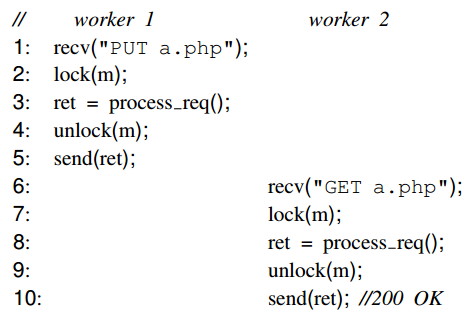 // worker 1 worker 2
1: recv("PUT a.php");
2: lock(m);
3: ret = process_req();
4: unlock(m);
5: send(ret);
6: recv("GET a.php");
7: lock(m);
8: ret = process_req();
9: unlock(m);
10: send(ret); //200 OK